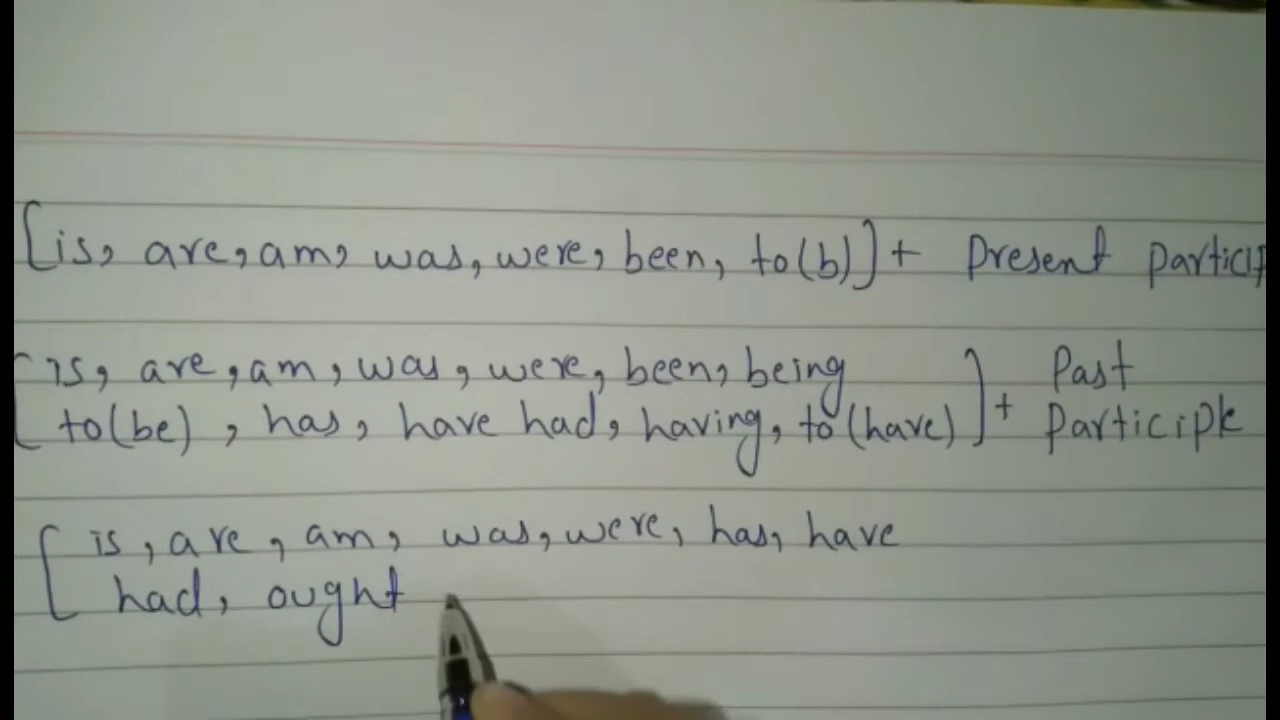 [is, are, am, was, were, been, to(b)] + Present particip
[is, are, am, was, were, been, being
to(be), has, have had, having, to(have)] + Past Participle
[is, are, am, was, were, has, have
had, ought